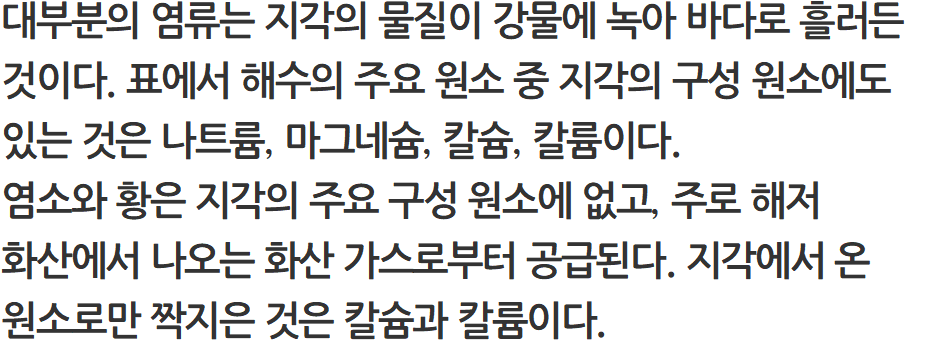 대부분의 염류는 지각의 물질이 강물에 녹아 바다로 흘러든
것이다. 표에서 해수의 주요 원소 중 지각의 구성 원소에도
있는 것은 나트륨, 마그네슘, 칼슘, 칼륨이다.
염소와 황은 지각의 주요 구성 원소에 없고, 주로 해저
화산에서 나오는 화산 가스로부터 공급된다. 지각에서 온
원소로만 짝지은 것은 칼슘과 칼륨이다.